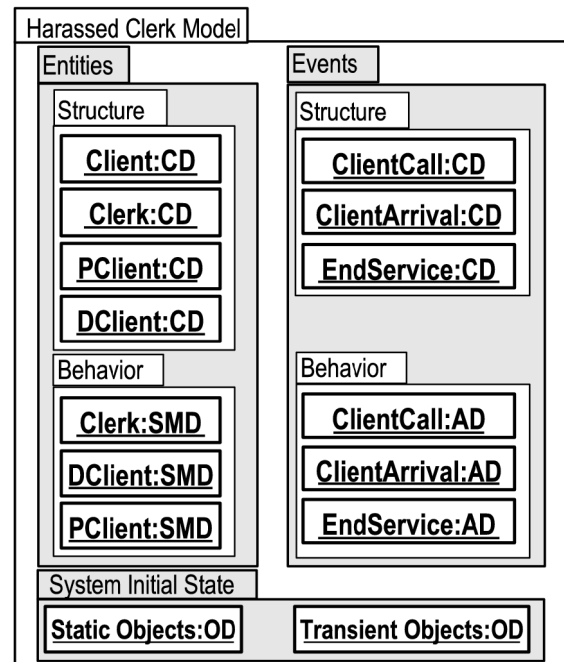 Harassed Clerk Model
Entities
Structure
Client:CD
Clerk:CD
PClient:CD
DClient:CD
Behavior
Clerk:SMD
DClient:SMD
PClient:SMD
Events
Structure
ClientCall:CD
ClientArrival:CD
EndService:CD
Behavior
ClientCall:AD
ClientArrival:AD
EndService:AD
System Initial State
Static Objects:OD
Transient Objects:OD